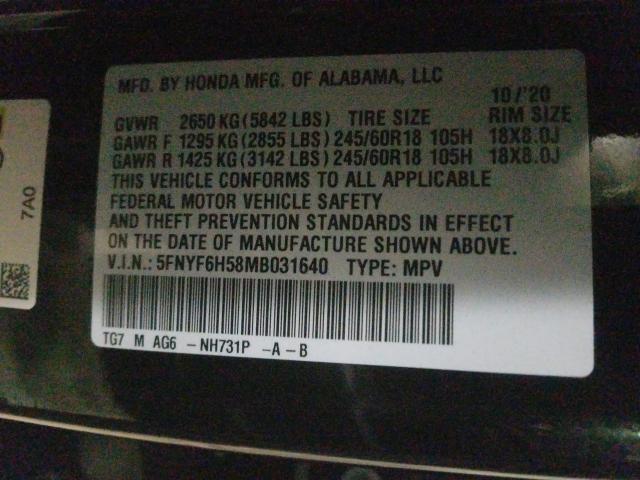 MFD. BY HONDA MFG. OF ALABAMA, LLC
10/'20
GVWR 2650 KG (5842 LBS) TIRE SIZE RIM SIZE
GAWR F 1295 KG (2855 LBS) 245/60R18 105H 18X8.0J
GAWR R 1425 KG (3142 LBS) 245/60R18 105H 18X8.0J
THIS VEHICLE CONFORMS TO ALL APPLICABLE
FEDERAL MOTOR VEHICLE SAFETY
AND THEFT PREVENTION STANDARDS IN EFFECT
ON THE DATE OF MANUFACTURE SHOWN ABOVE.
V.I.N.: 5FNYF6H58MB031640 TYPE: MPV
TG7 M AG6 -NH731P -A-B
7A0